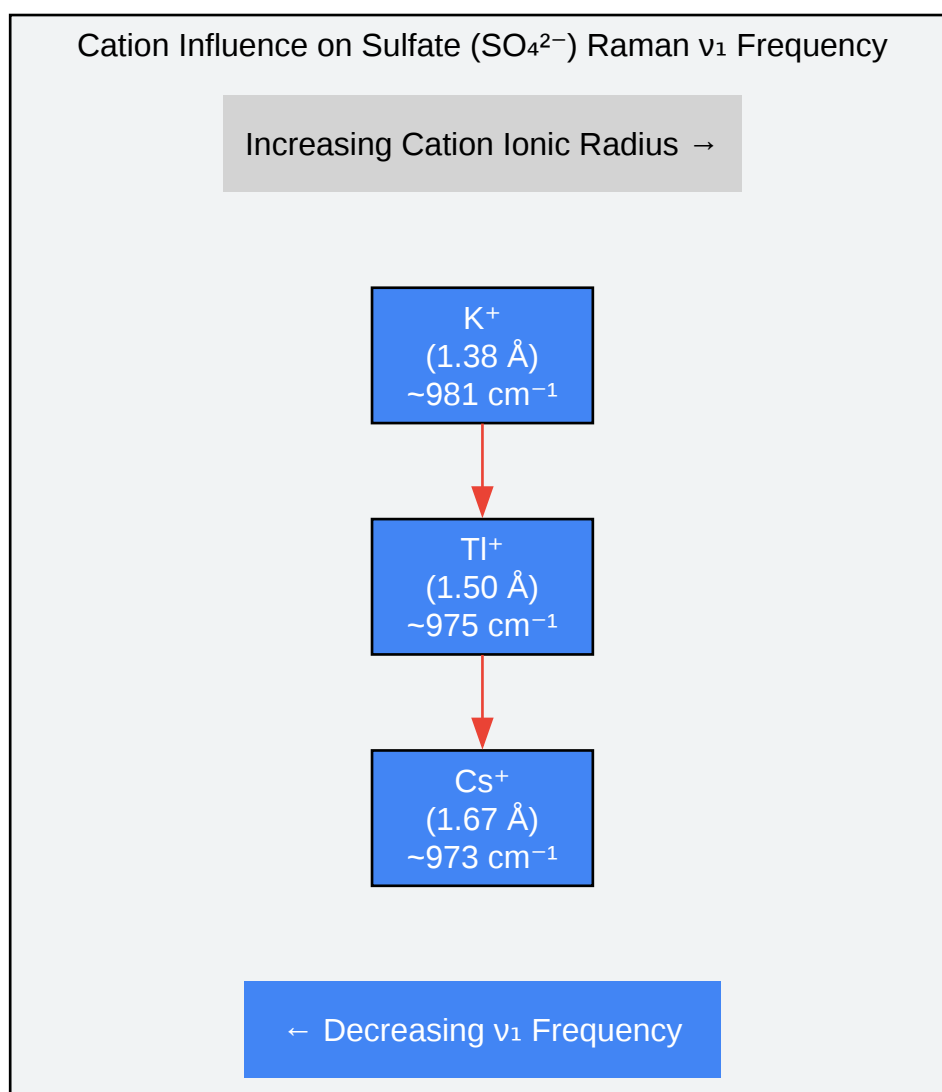 Cation Influence on Sulfate (SO₄²⁻) Raman ν₁ Frequency
Increasing Cation Ionic Radius →
K⁺
(1.38 Å)
~981 cm⁻¹
Tl⁺
(1.50 Å)
~975 cm⁻¹
Cs⁺
(1.67 Å)
~973 cm⁻¹
← Decreasing ν₁ Frequency